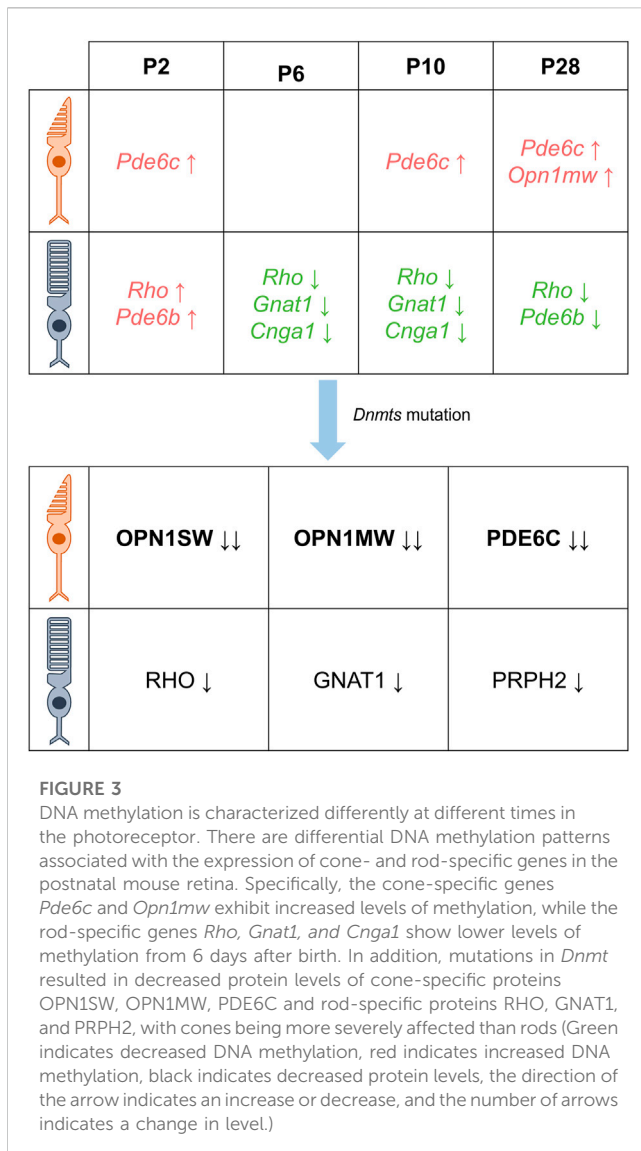 P2 P6 P10 P28
Pde6c ↑ Pde6c ↑ Pde6c ↑
Opn1mw ↑
Rho ↑ Rho ↓ Rho ↓ Rho ↓
Pde6b ↑ Gnat1 ↓ Gnat1 ↓ Pde6b ↓
Cnga1 ↓ Cnga1 ↓
Dnmts mutation
OPN1SW ↓↓ OPN1MW ↓↓ PDE6C ↓↓
RHO ↓ GNAT1 ↓ PRPH2 ↓
FIGURE 3
DNA methylation is characterized differently at different times in
the photoreceptor. There are differential DNA methylation patterns
associated with the expression of cone- and rod-specific genes in the
postnatal mouse retina. Specifically, the cone-specific genes
Pde6c and Opn1mw exhibit increased levels of methylation, while the
rod-specific genes Rho, Gnat1, and Cnga1 show lower levels of
methylation from 6 days after birth. In addition, mutations in Dnmt
resulted in decreased protein levels of cone-specific proteins
OPN1SW, OPN1MW, PDE6C and rod-specific proteins RHO, GNAT1,
and PRPH2, with cones being more severely affected than rods (Green
indicates decreased DNA methylation, red indicates increased DNA
methylation, black indicates decreased protein levels, the direction of
the arrow indicates an increase or decrease, and the number of arrows
indicates a change in level.)